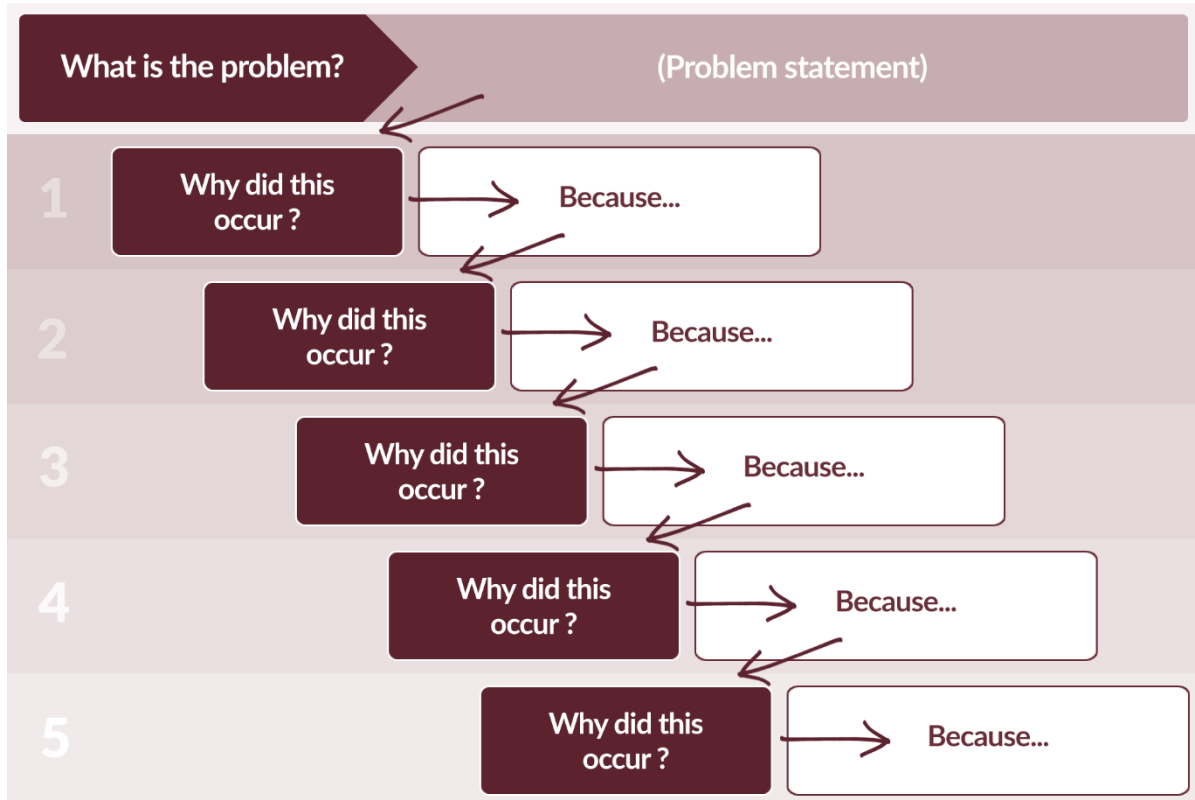 What is the problem?
(Problem statement)
1
Why did this
occur ?
Because...
2
Why did this
occur ?
Because...
3
Why did this
occur ?
Because...
4
Why did this
occur ?
Because...
5
Why did this
occur ?
Because...